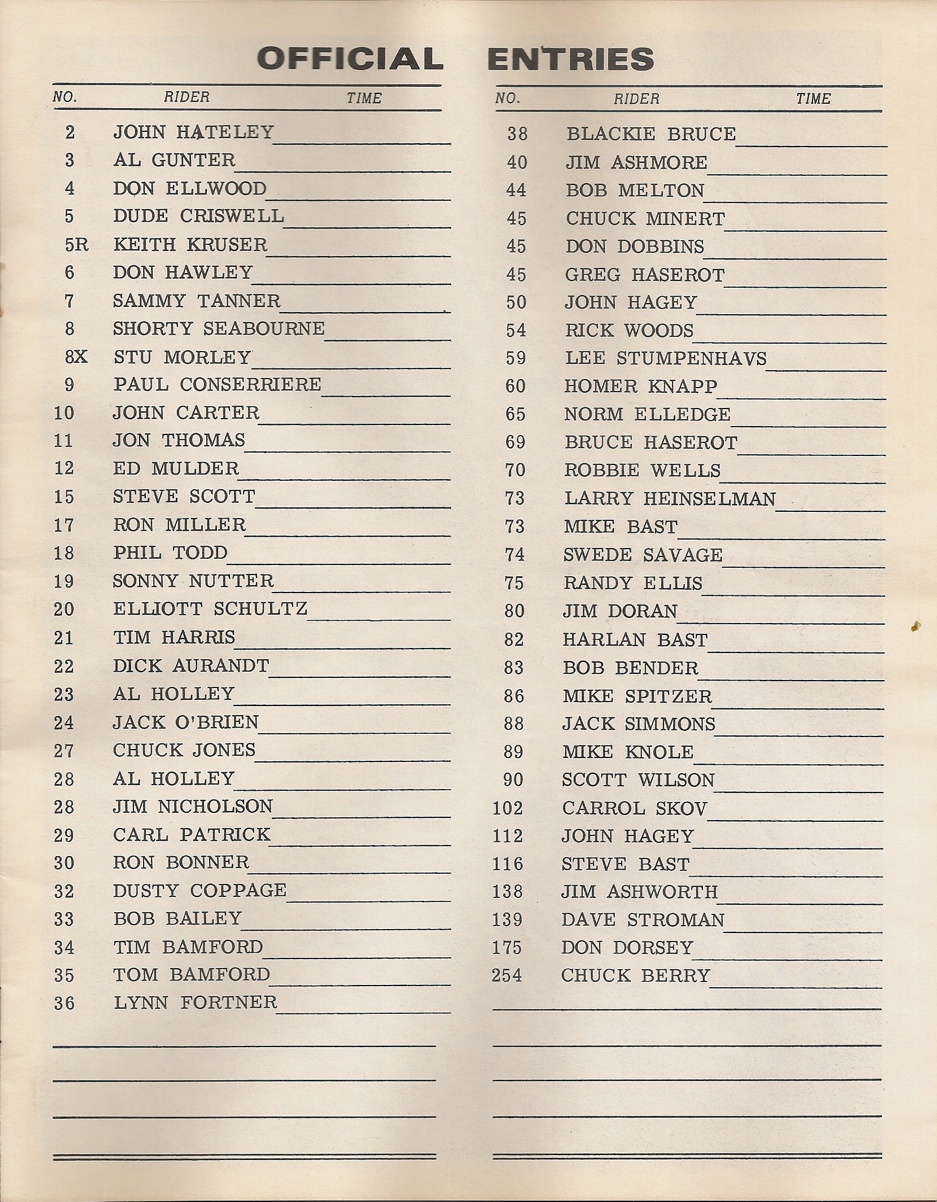 OFFICIAL ENTRIES
NO. RIDER TIME
2 JOHN HATELEY
3 AL GUNTER
4 DON ELLWOOD
5 DUDE CRISWELL
5R KEITH KRUSER
6 DON HAWLEY
7 SAMMY TANNER
8 SHORTY SEABOURNE
8X STU MORLEY
9 PAUL CONSERRIERE
10 JOHN CARTER
11 JON THOMAS
12 ED MULDER
15 STEVE SCOTT
17 RON MILLER
18 PHIL TODD
19 SONNY NUTTER
20 ELLIOTT SCHULTZ
21 TIM HARRIS
22 DICK AURANDT
23 AL HOLLEY
24 JACK O'BRIEN
27 CHUCK JONES
28 AL HOLLEY
28 JIM NICHOLSON
29 CARL PATRICK
30 RON BONNER
32 DUSTY COPPAGE
33 BOB BAILEY
34 TIM BAMFORD
35 TOM BAMFORD
36 LYNN FORTNER
NO. RIDER TIME
38 BLACKIE BRUCE
40 JIM ASHMORE
44 BOB MELTON
45 CHUCK MINERT
45 DON DOBBINS
45 GREG HASEROT
50 JOHN HAGEY
54 RICK WOODS
59 LEE STUMPENHAVS
60 HOMER KNAPP
65 NORM ELLEDGE
69 BRUCE HASEROT
70 ROBBIE WELLS
73 LARRY HEINSELMAN
73 MIKE BAST
74 SWEDE SAVAGE
75 RANDY ELLIS
80 JIM DORAN
82 HARLAN BAST
83 BOB BENDER
86 MIKE SPITZER
88 JACK SIMMONS
89 MIKE KNOLE
90 SCOTT WILSON
102 CARROL SKOV
112 JOHN HAGEY
116 STEVE BAST
138 JIM ASHWORTH
139 DAVE STROMAN
175 DON DORSEY
254 CHUCK BERRY